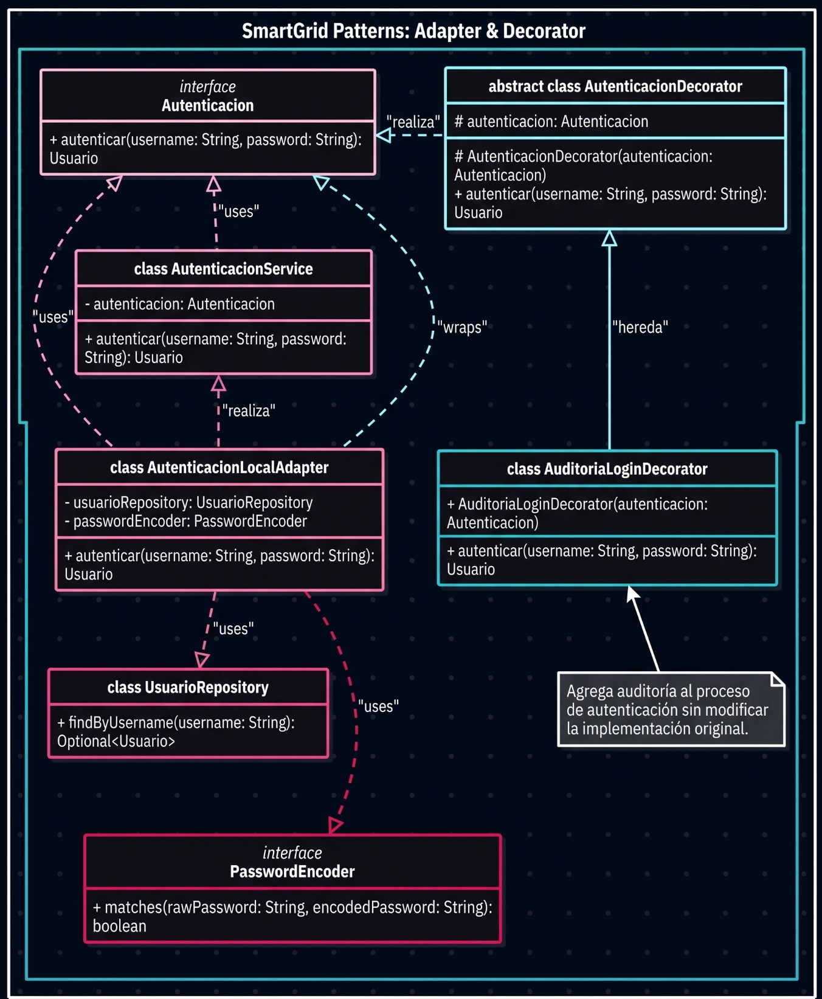 SmartGrid Patterns: Adapter & Decorator
interface
Autenticacion
+ autenticar(username: String, password: String):
Usuario
"realiza"
abstract class AutenticacionDecorator
# autenticacion: Autenticacion
# AutenticacionDecorator(autenticacion:
Autenticacion)
+ autenticar(username: String, password: String):
Usuario
"uses"
class AutenticacionService
- autenticacion: Autenticacion
+ autenticar(username: String, password:
String): Usuario
"uses"
"wraps"
"hereda"
"realiza"
class AutenticacionLocalAdapter
- usuarioRepository: UsuarioRepository
- passwordEncoder: PasswordEncoder
+ autenticar(username: String, password: String):
Usuario
class AuditoriaLoginDecorator
+ AuditoriaLoginDecorator(autenticacion:
Autenticacion)
+ autenticar(username: String, password: String):
Usuario
"uses"
class UsuarioRepository
+ findByUsername(username: String):
Optional<Usuario>
"uses"
Agrega auditoría al proceso
de autenticación sin modificar
la implementación original.
interface
PasswordEncoder
+ matches(rawPassword: String, encodedPassword: String):
boolean